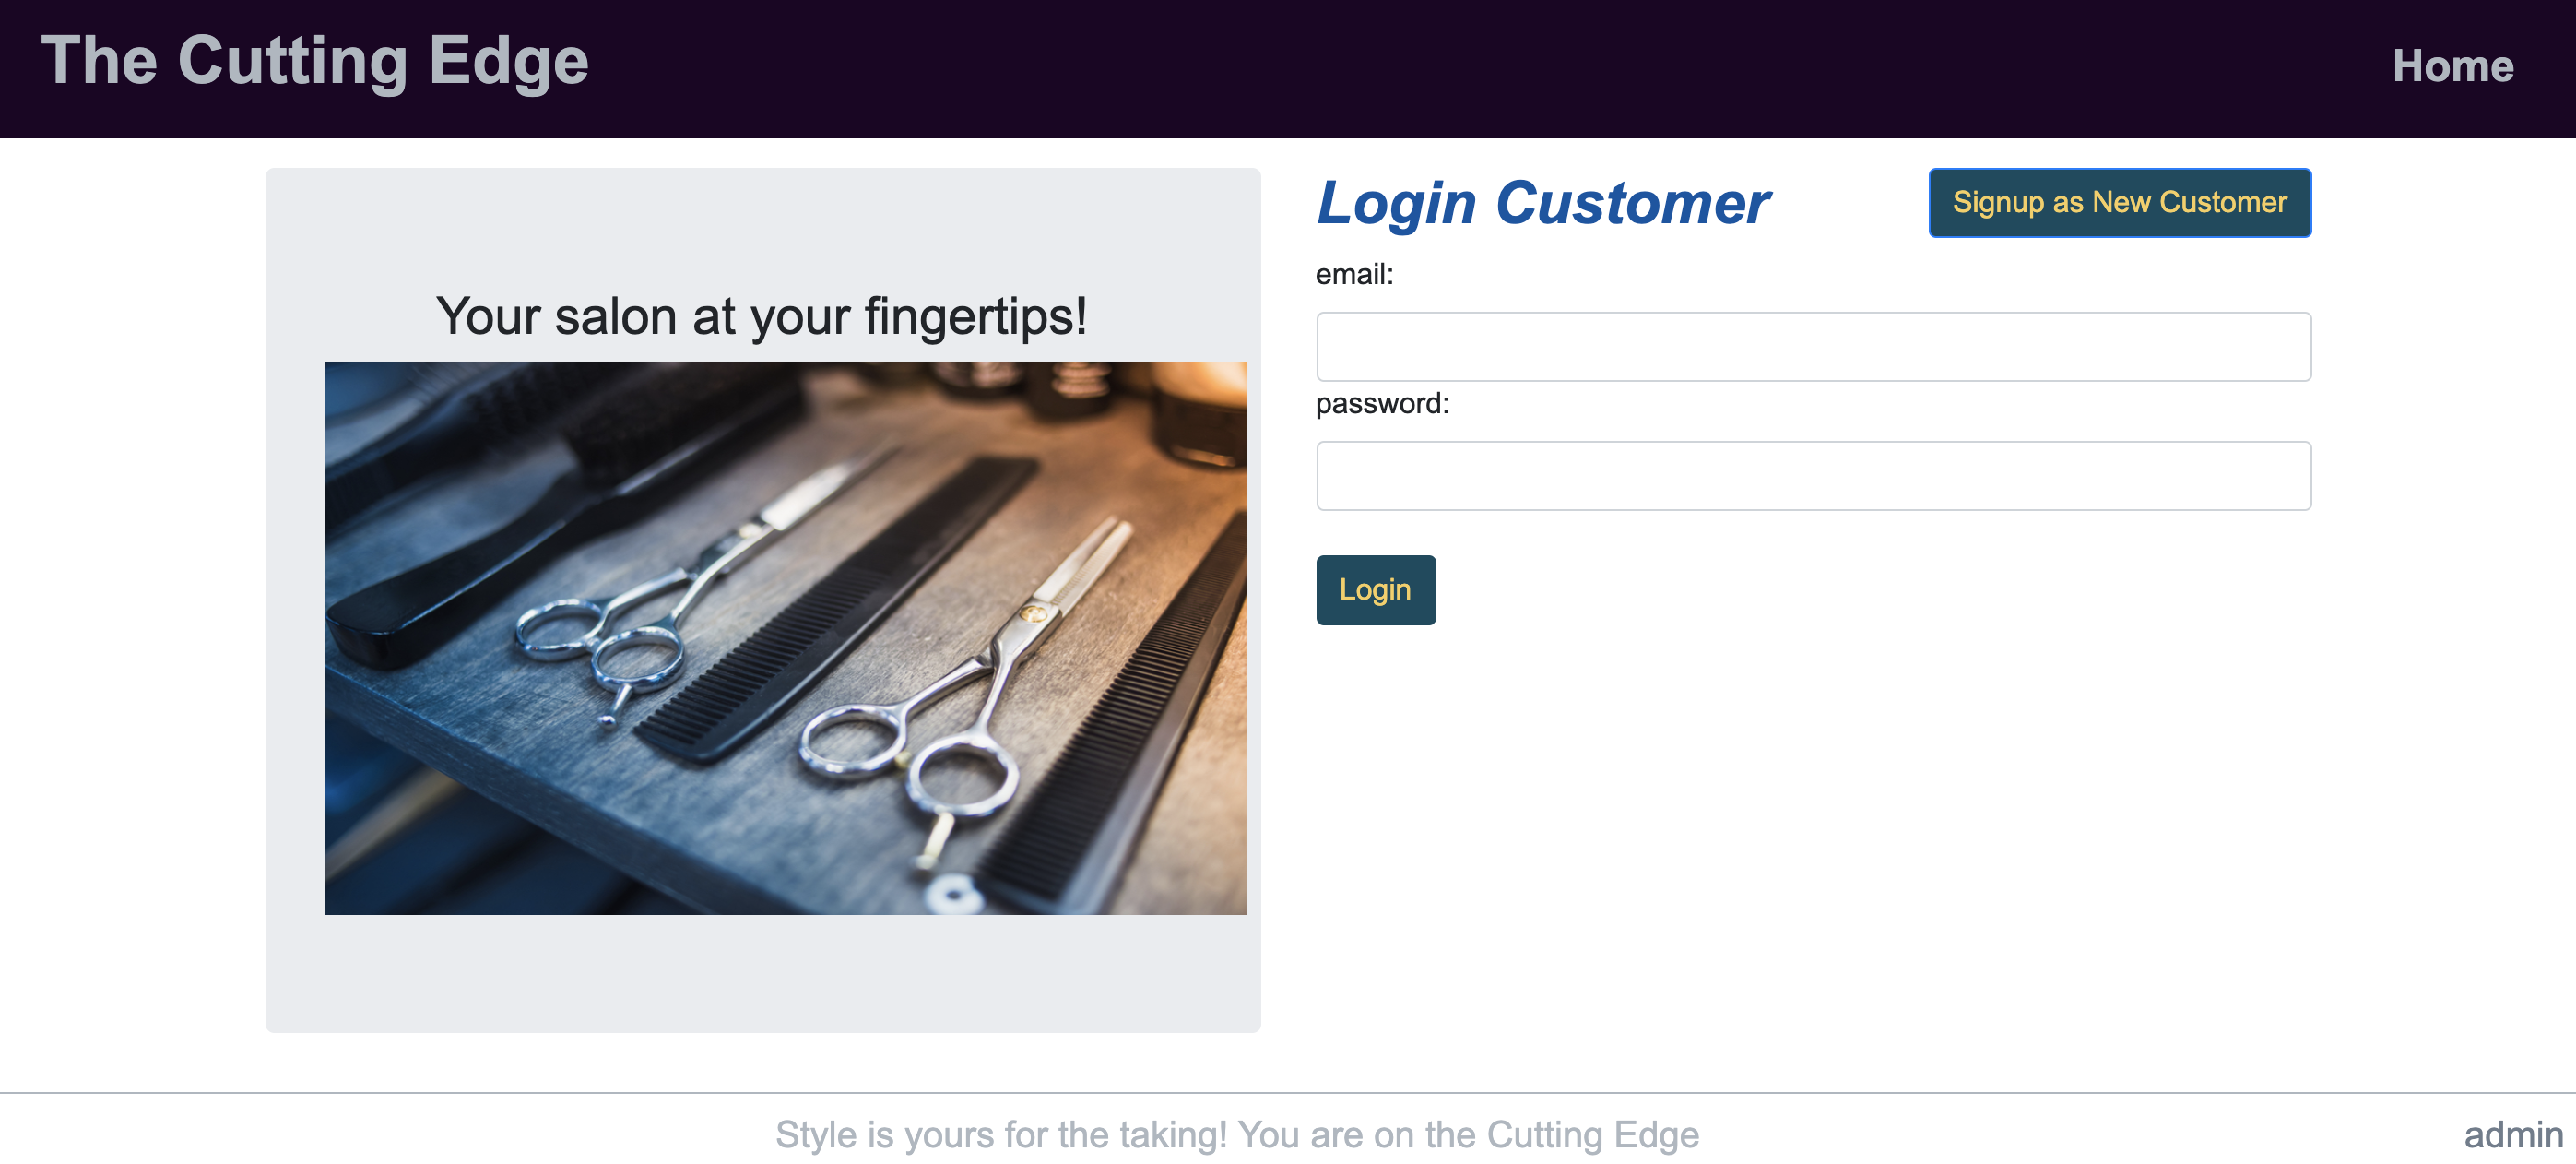 The Cutting Edge
Home
Your salon at your fingertips!
Login Customer
Signup as New Customer
email:
password:
Login
Style is yours for the taking! You are on the Cutting Edge
admin